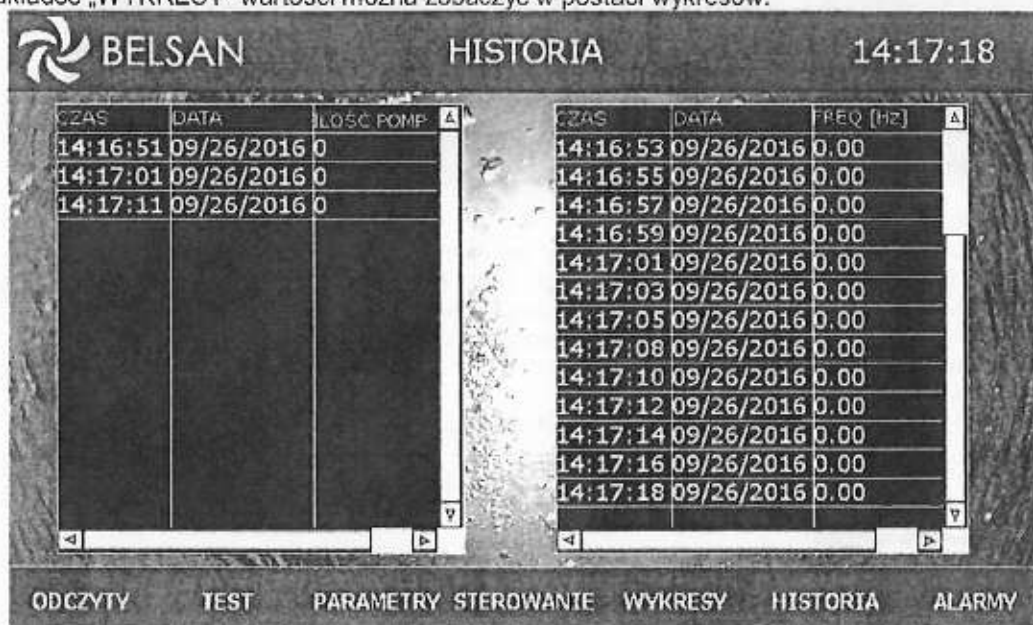 „WYKRESY" wartości można zobaczyć w postaci wykresów.
BELSAN HISTORIA 14:17:18
CZAS DATA ILOŚĆ POMP
14:16:51 09/26/2016 0
14:17:01 09/26/2016 0
14:17:11 09/26/2016 0
CZAS DATA FREQ [Hz]
14:16:53 09/26/2016 0.00
14:16:55 09/26/2016 0.00
14:16:57 09/26/2016 0.00
14:16:59 09/26/2016 0.00
14:17:01 09/26/2016 0.00
14:17:03 09/26/2016 0.00
14:17:05 09/26/2016 0.00
14:17:08 09/26/2016 0.00
14:17:10 09/26/2016 0.00
14:17:12 09/26/2016 0.00
14:17:14 09/26/2016 0.00
14:17:16 09/26/2016 0.00
14:17:18 09/26/2016 0.00
ODCZYTY TEST PARAMETRY STEROWANIE WYKRESY HISTORIA ALARMY